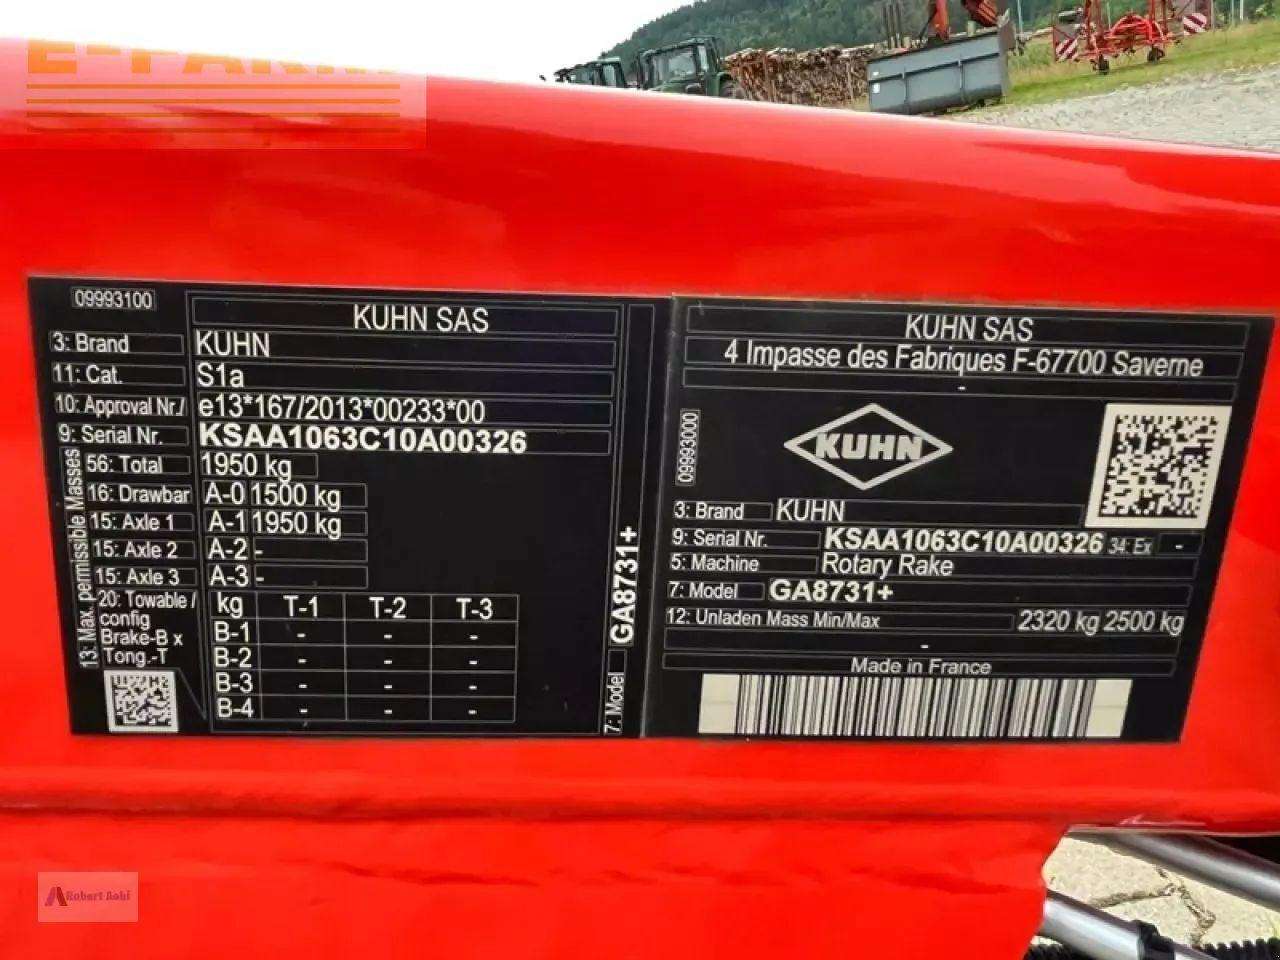 E-FARM
09993100
KUHN SAS
3: Brand KUHN
11: Cat. S1a
10: Approval Nr./ e13*167/2013*00233*00
9: Serial Nr. KSAA1063C10A00326
13: Max. permissible Masses
56: Total 1950 kg
16: Drawbar A-0 1500 kg
15: Axle 1 A-1 1950 kg
15: Axle 2 A-2 -
15: Axle 3 A-3 -
20: Towable / config Brake-B x Tong.-T
kg T-1 T-2 T-3
B-1 - - -
B-2 - - -
B-3 - - -
B-4 - - -
7: Model GA8731+
KUHN SAS
4 Impasse des Fabriques F-67700 Saverne
-
09993000
KUHN
3: Brand KUHN
9: Serial Nr. KSAA1063C10A00326 34: Ex -
5: Machine Rotary Rake
7: Model GA8731+
12: Unladen Mass Min/Max 2320 kg 2500 kg
-
Made in France
Robert Aebi